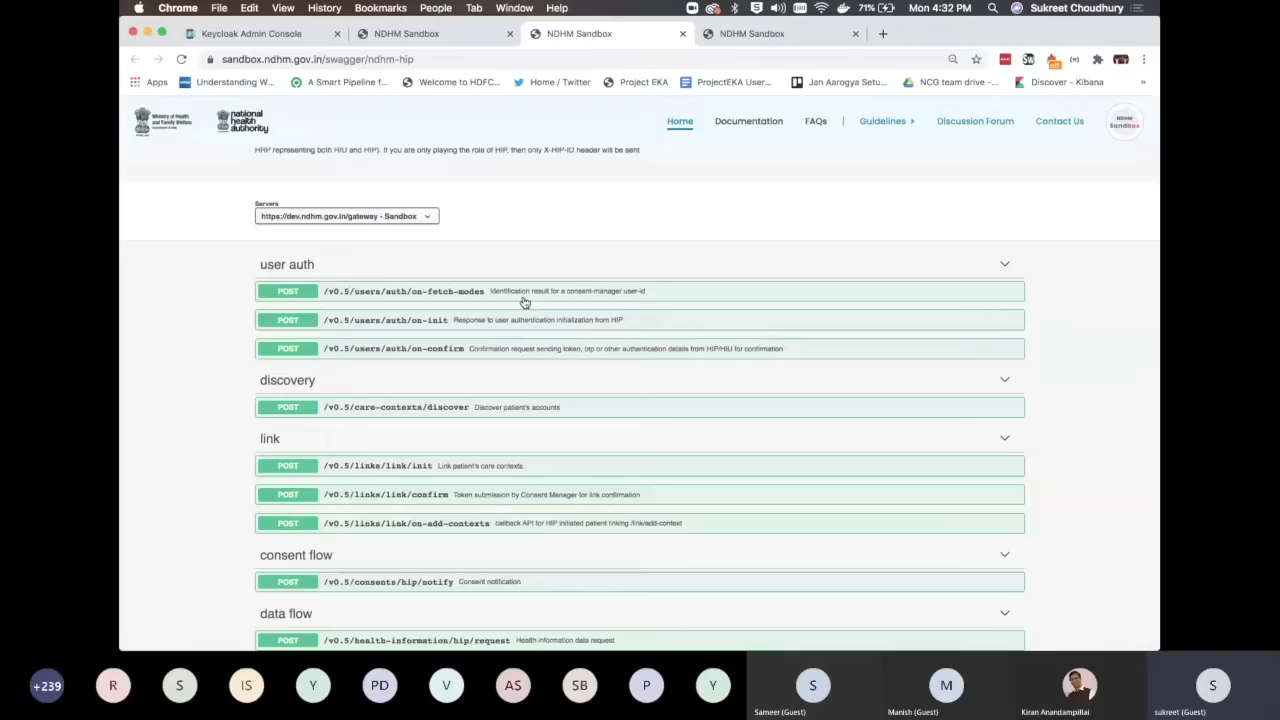 Chrome File Edit View History Bookmarks People Tab Window Help 71% Mon 4:32 PM Sukreet Choudhury
Keycloak Admin Console NDHM Sandbox NDHM Sandbox NDHM Sandbox
sandbox.ndhm.gov.in/swagger/ndhm-hip
Apps Understanding W... A Smart Pipeline f... Welcome to HDFC... Home / Twitter Project EKA ProjectEKA User... Jan Aarogya Setu... NCG team drive -... Discover - Kibana »
Ministry of Health and Family Welfare
national health authority
Home Documentation FAQs | Guidelines Discussion Forum Contact Us
NDHM Sandbox
HRP representing both HIU and HIP). If you are only playing the role of HIP, then only X-HIP-ID header will be sent
Servers
https://dev.ndhm.gov.in/gateway - Sandbox
user auth
POST /v0.5/users/auth/on-fetch-modes Identification result for a consent-manager user-id
POST /v0.5/users/auth/on-init Response to user authentication initialization from HIP
POST /v0.5/users/auth/on-confirm Confirmation request sending token, otp or other authentication details from HIP/HIU for confirmation
discovery
POST /v0.5/care-contexts/discover Discover patient's accounts
link
POST /v0.5/links/link/init Link patient's care contexts
POST /v0.5/links/link/confirm Token submission by Consent Manager for link confirmation
POST /v0.5/links/link/on-add-contexts callback API for HIP initiated patient linking /link/add-context
consent flow
POST /v0.5/consents/hip/notify Consent notification
data flow
POST /v0.5/health-information/hip/request Health information data request
+239 R S IS Y PD V AS SB P Y S M S
Sameer (Guest) Manish (Guest) Kiran Anandampillai sukreet (Guest)